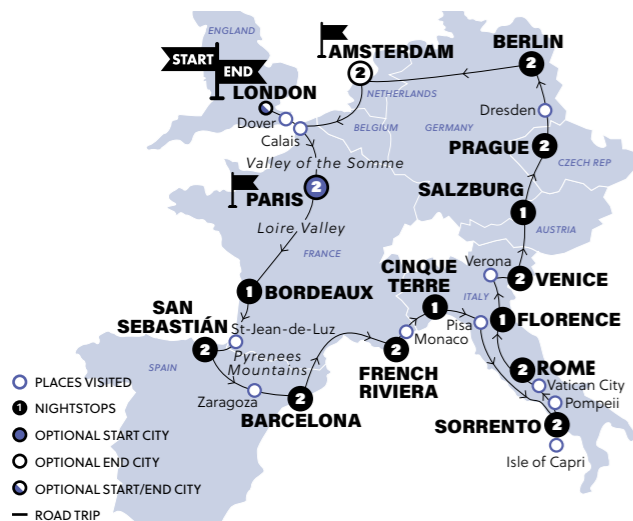 ENGLAND
START
END
LONDON
AMSTERDAM
2
BERLIN
2
NETHERLANDS
Dover
Calais
BELGIUM
GERMANY
Dresden
Valley of the Somme
PRAGUE
2
CZECH REP
PARIS
2
SALZBURG
1
AUSTRIA
Loire Valley
FRANCE
Verona
VENICE
2
CINQUE
TERRE
1
ITALY
BORDEAUX
1
FLORENCE
1
SAN
SEBASTIÁN
2
St-Jean-de-Luz
Pisa
Monaco
Pyrenees
Mountains
FRENCH
RIVIERA
2
ROME
2
Vatican City
Pompeii
SPAIN
Zaragoza
BARCELONA
2
SORRENTO
2
Isle of Capri
PLACES VISITED
1 NIGHTSTOPS
OPTIONAL START CITY
OPTIONAL END CITY
OPTIONAL START/END CITY
ROAD TRIP